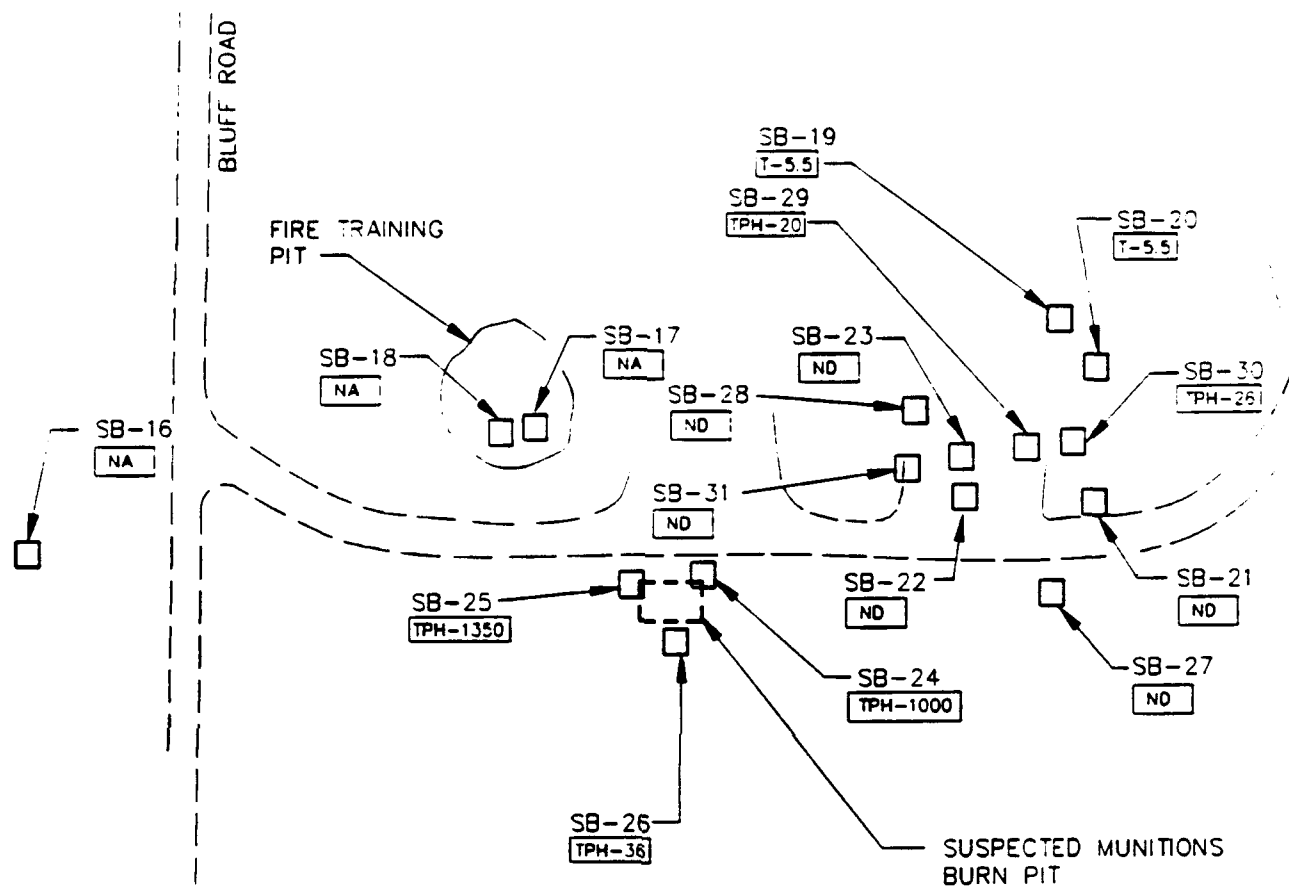 BLUFF ROAD
SB-19
T-5.5
SB-29
TPH-20
SB-20
T-5.5
FIRE TRAINING
PIT
SB-17
NA
SB-18
NA
SB-23
ND
SB-28
ND
SB-30
TPH-26
SB-16
NA
SB-31
ND
SB-25
TPH-1350
SB-22
ND
SB-21
ND
SB-24
TPH-1000
SB-27
ND
SB-26
TPH-36
SUSPECTED MUNITIONS
BURN PIT